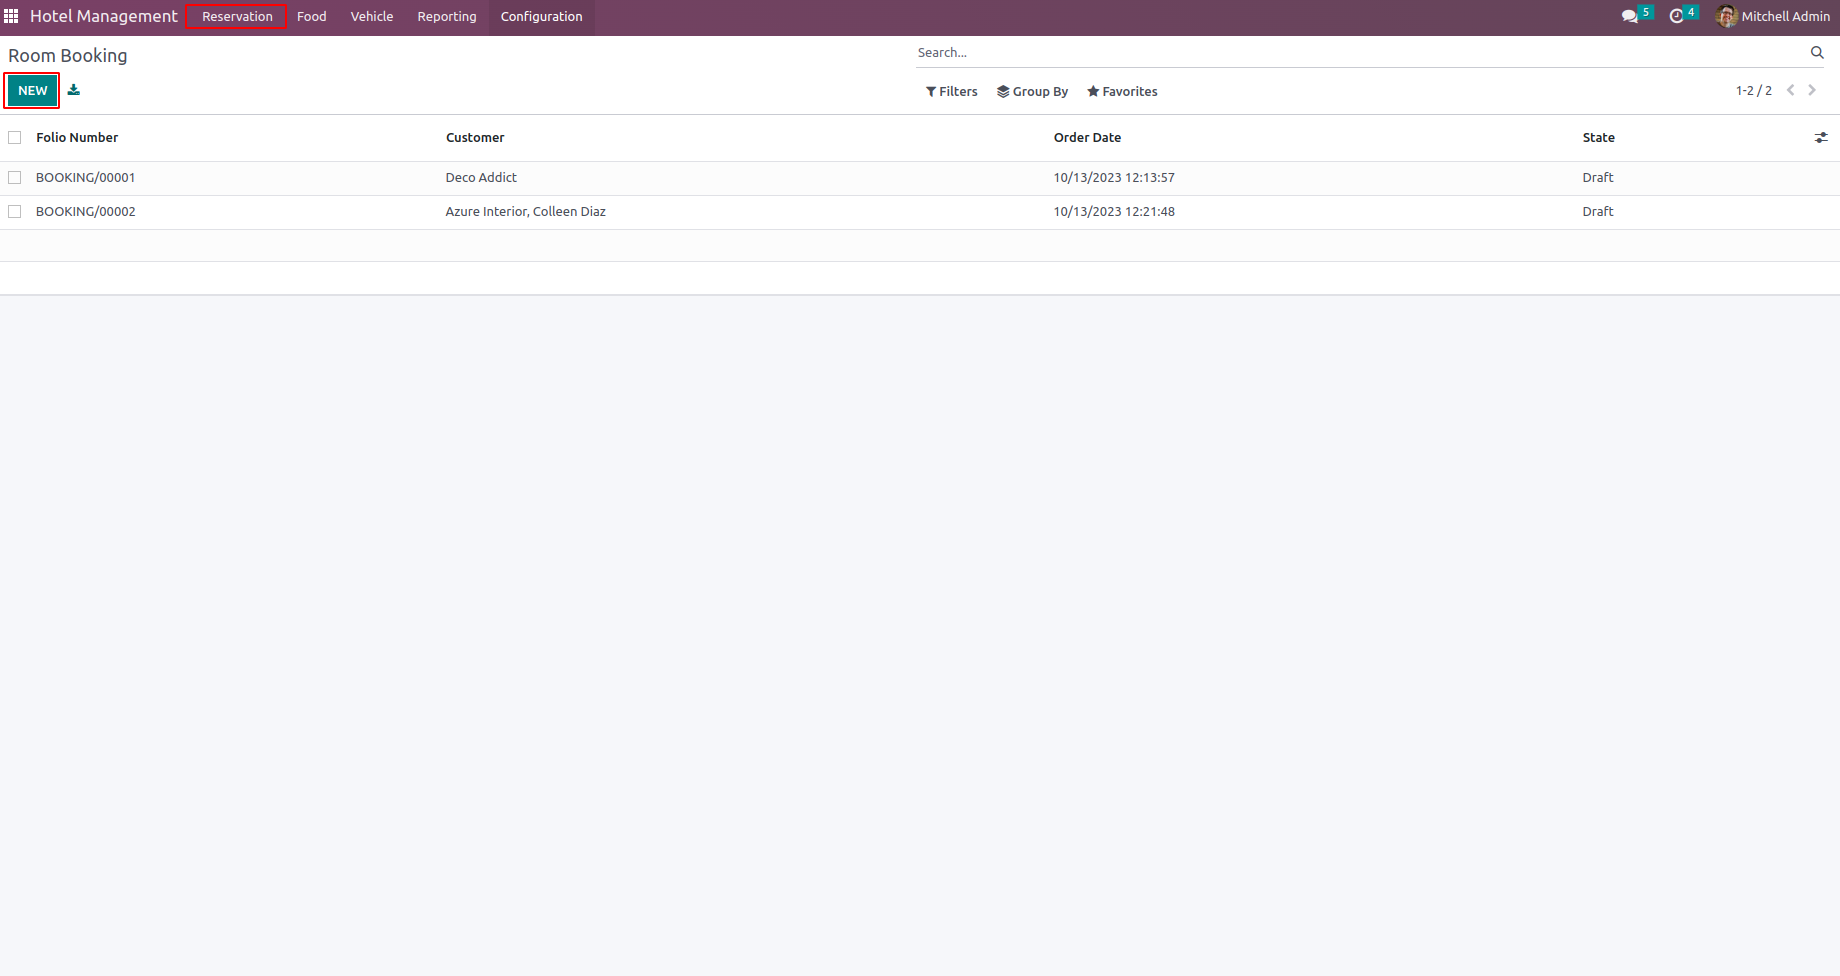 Hotel Management Reservation Food Vehicle Reporting Configuration 5 4 Mitchell Admin
Room Booking Search...
NEW Filters Group By Favorites 1-2 / 2
Folio Number Customer Order Date State
BOOKING/00001 Deco Addict 10/13/2023 12:13:57 Draft
BOOKING/00002 Azure Interior, Colleen Diaz 10/13/2023 12:21:48 Draft